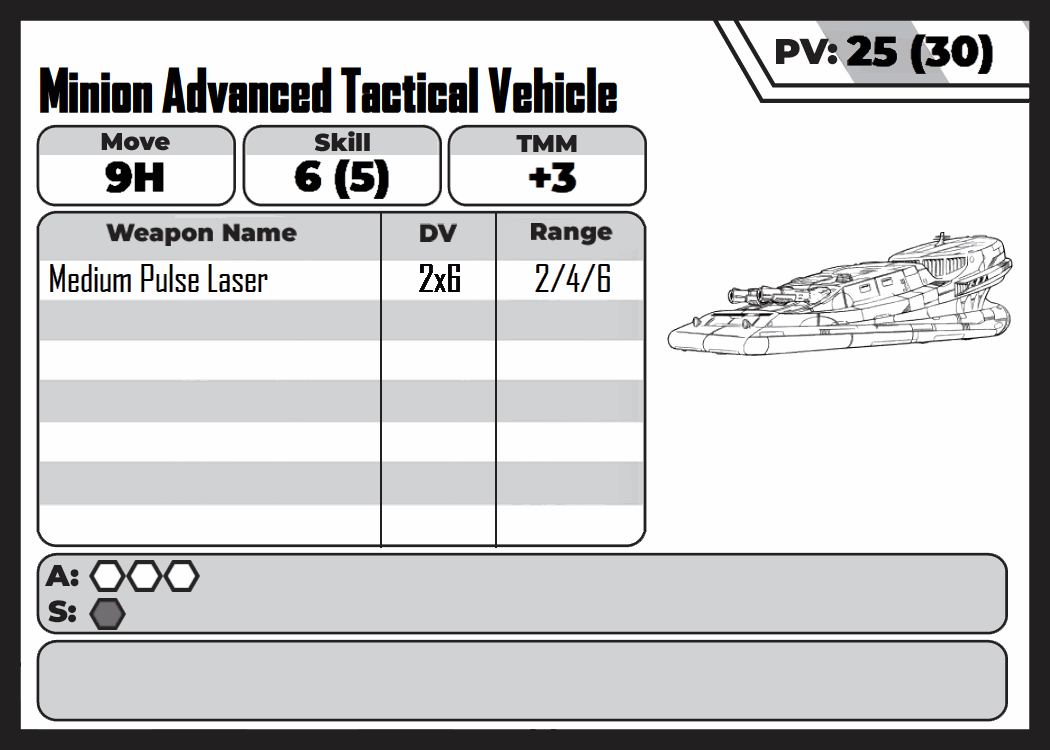 PV: 25 (30)
Minion Advanced Tactical Vehicle
Move Skill TMM
9H 6 (5) +3
Weapon Name DV Range
Medium Pulse Laser 2x6 2/4/6
A:
S: